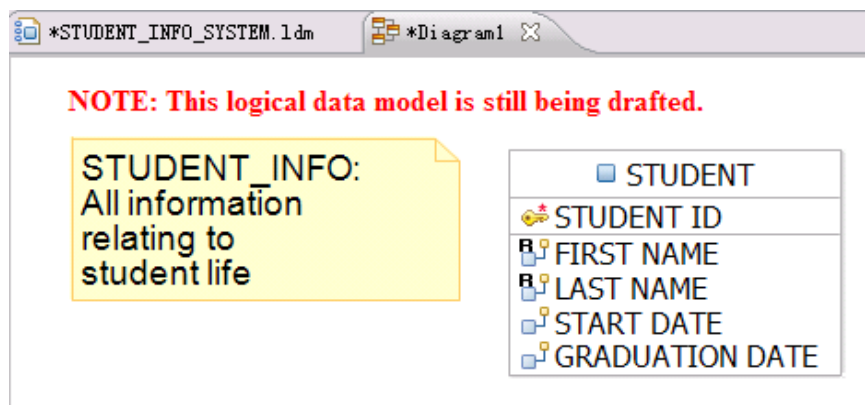 *STUDENT_INFO_SYSTEM.ldm
*Diagram1
NOTE: This logical data model is still being drafted.
STUDENT_INFO:
All information
relating to
student life
STUDENT
STUDENT ID
FIRST NAME
LAST NAME
START DATE
GRADUATION DATE